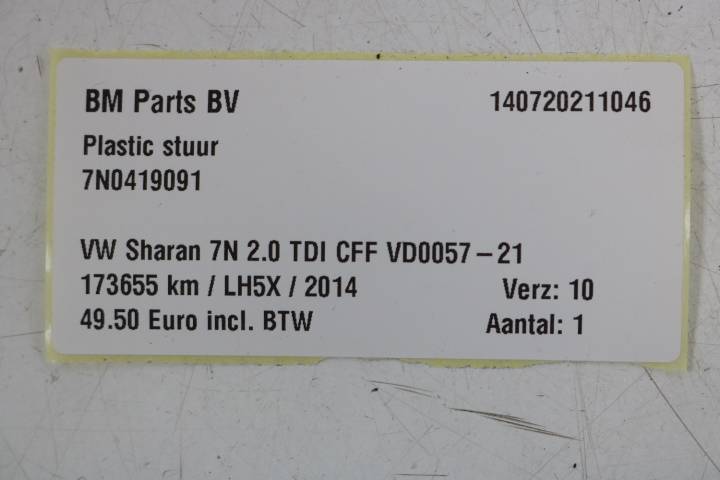 BM Parts BV 140720211046
Plastic stuur
7N0419091
VW Sharan 7N 2.0 TDI CFF VD0057-21
173655 km / LH5X / 2014 Verz: 10
49.50 Euro incl. BTW Aantal: 1